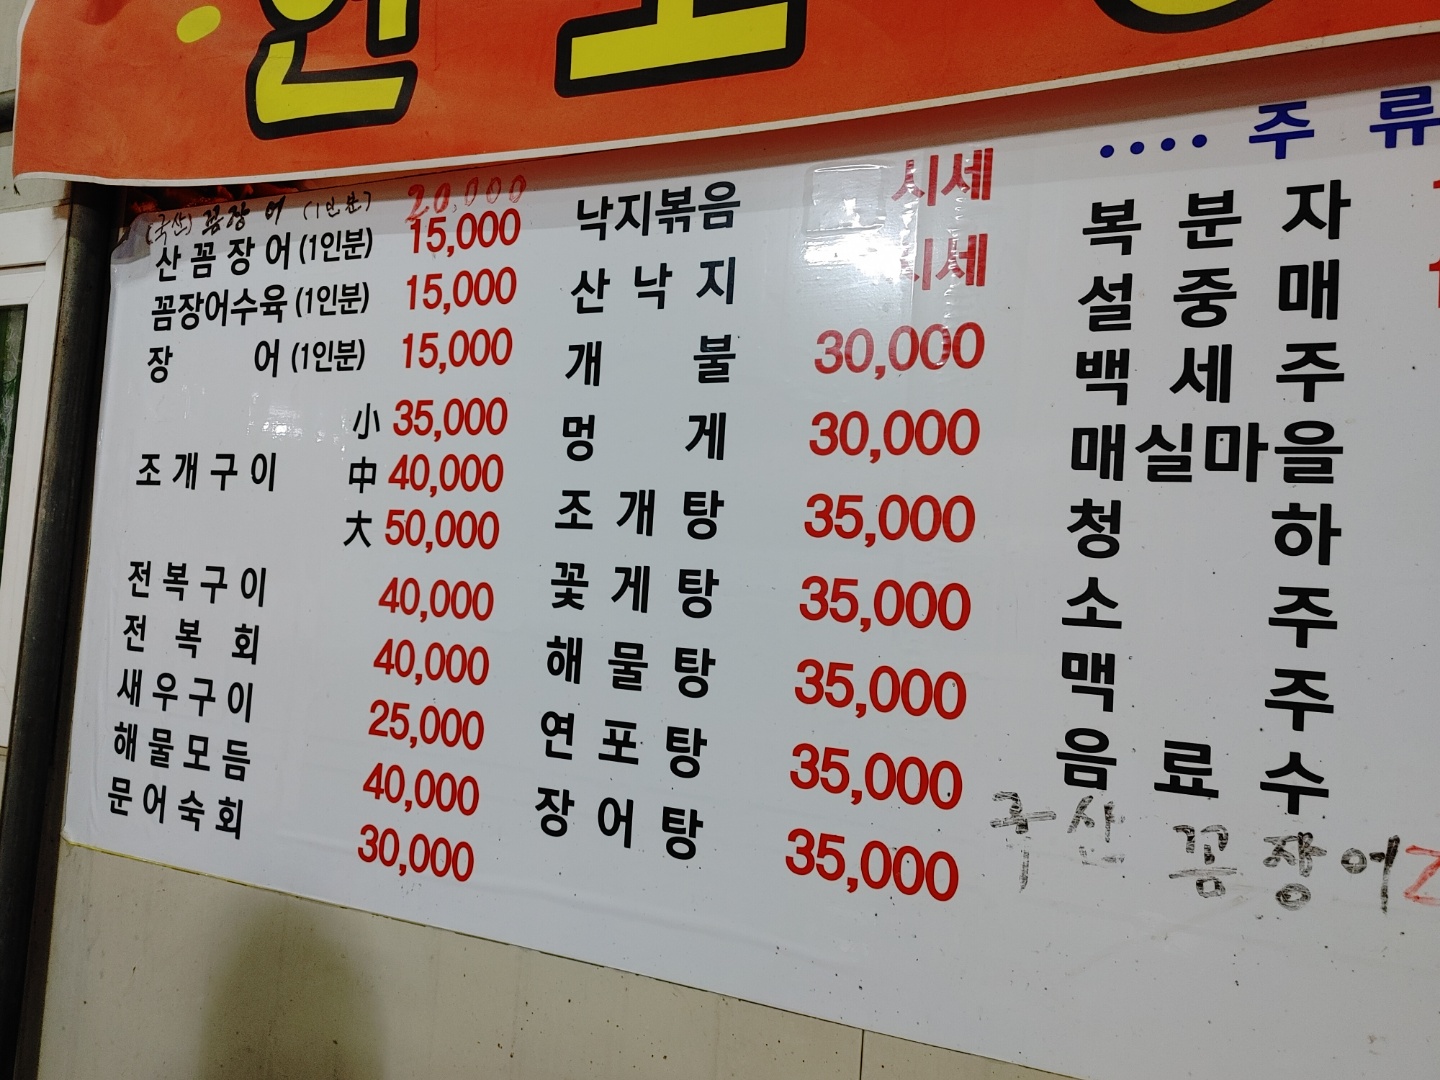 (국산) 꼼장어 (1인분) 20,000
산꼼장어 (1인분) 15,000
꼼장어수육 (1인분) 15,000
장어 (1인분) 15,000
조개구이 小 35,000
中 40,000
大 50,000
전복구이 40,000
전복회 40,000
새우구이 25,000
해물모듬 40,000
문어숙회 30,000
낙지볶음 시세
산낙지 시세
개불 30,000
멍게 30,000
조개탕 35,000
꽃게탕 35,000
해물탕 35,000
연포탕 35,000
장어탕 35,000
····주류
복분자
설중매
백세주
매실마을
청하
소주
맥주
음료수
국산 꼼장어